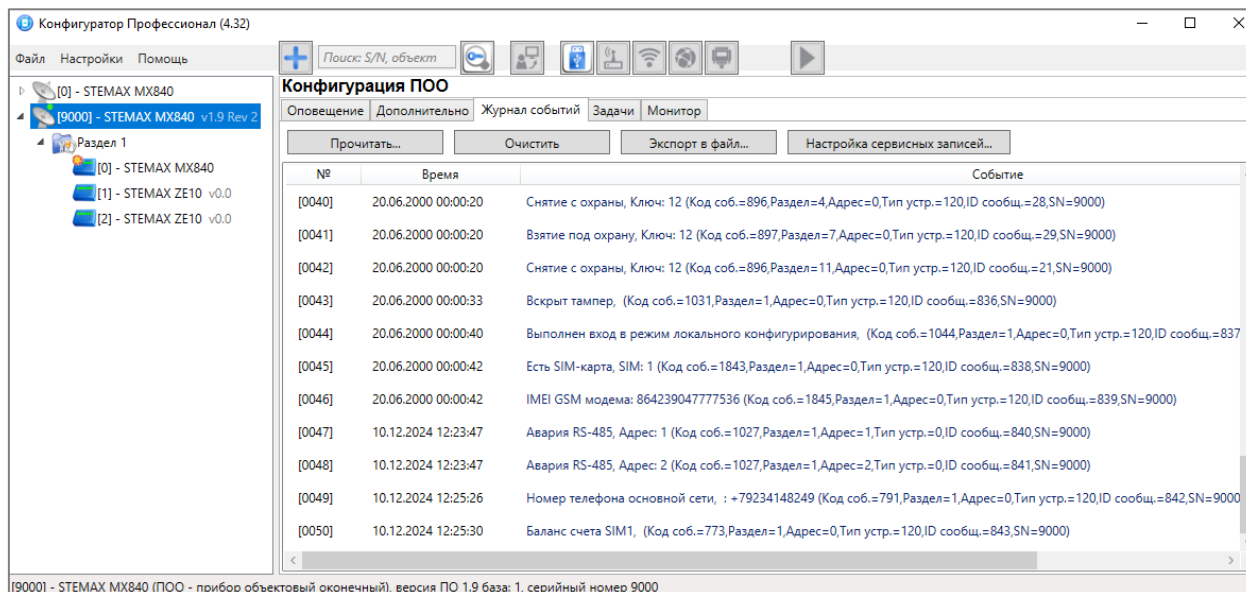 Конфигуратор Профессионал (4.32)
Файл Настройки Помощь
Поиск: S/N, объект
[0] - STEMAX MX840
[9000] - STEMAX MX840 v1.9 Rev 2
Раздел 1
[0] - STEMAX MX840
[1] - STEMAX ZE10 v0.0
[2] - STEMAX ZE10 v0.0
Конфигурация ПОО
Оповещение Дополнительно Журнал событий Задачи Монитор
Прочитать... Очистить Экспорт в файл... Настройка сервисных записей...
№ Время Событие
[0040] 20.06.2000 00:00:20 Снятие с охраны, Ключ: 12 (Код соб.=896,Раздел=4,Адрес=0,Тип устр.=120,ID сообщ.=28,SN=9000)
[0041] 20.06.2000 00:00:20 Взятие под охрану, Ключ: 12 (Код соб.=897,Раздел=7,Адрес=0,Тип устр.=120,ID сообщ.=29,SN=9000)
[0042] 20.06.2000 00:00:20 Снятие с охраны, Ключ: 12 (Код соб.=896,Раздел=11,Адрес=0,Тип устр.=120,ID сообщ.=21,SN=9000)
[0043] 20.06.2000 00:00:33 Вскрыт тампер, (Код соб.=1031,Раздел=1,Адрес=0,Тип устр.=120,ID сообщ.=836,SN=9000)
[0044] 20.06.2000 00:00:40 Выполнен вход в режим локального конфигурирования, (Код соб.=1044,Раздел=1,Адрес=0,Тип устр.=120,ID сообщ.=837
[0045] 20.06.2000 00:00:42 Есть SIM-карта, SIM: 1 (Код соб.=1843,Раздел=1,Адрес=0,Тип устр.=120,ID сообщ.=838,SN=9000)
[0046] 20.06.2000 00:00:42 IMEI GSM модема: 864239047777536 (Код соб.=1845,Раздел=1,Адрес=0,Тип устр.=120,ID сообщ.=839,SN=9000)
[0047] 10.12.2024 12:23:47 Авария RS-485, Адрес: 1 (Код соб.=1027,Раздел=1,Адрес=1,Тип устр.=0,ID сообщ.=840,SN=9000)
[0048] 10.12.2024 12:23:47 Авария RS-485, Адрес: 2 (Код соб.=1027,Раздел=1,Адрес=2,Тип устр.=0,ID сообщ.=841,SN=9000)
[0049] 10.12.2024 12:25:26 Номер телефона основной сети, : +79234148249 (Код соб.=791,Раздел=1,Адрес=0,Тип устр.=120,ID сообщ.=842,SN=9000
[0050] 10.12.2024 12:25:30 Баланс счета SIM1, (Код соб.=773,Раздел=1,Адрес=0,Тип устр.=120,ID сообщ.=843,SN=9000)
[9000] - STEMAX MX840 (ПОО - прибор объектовый оконечный), версия ПО 1.9 база: 1, серийный номер 9000